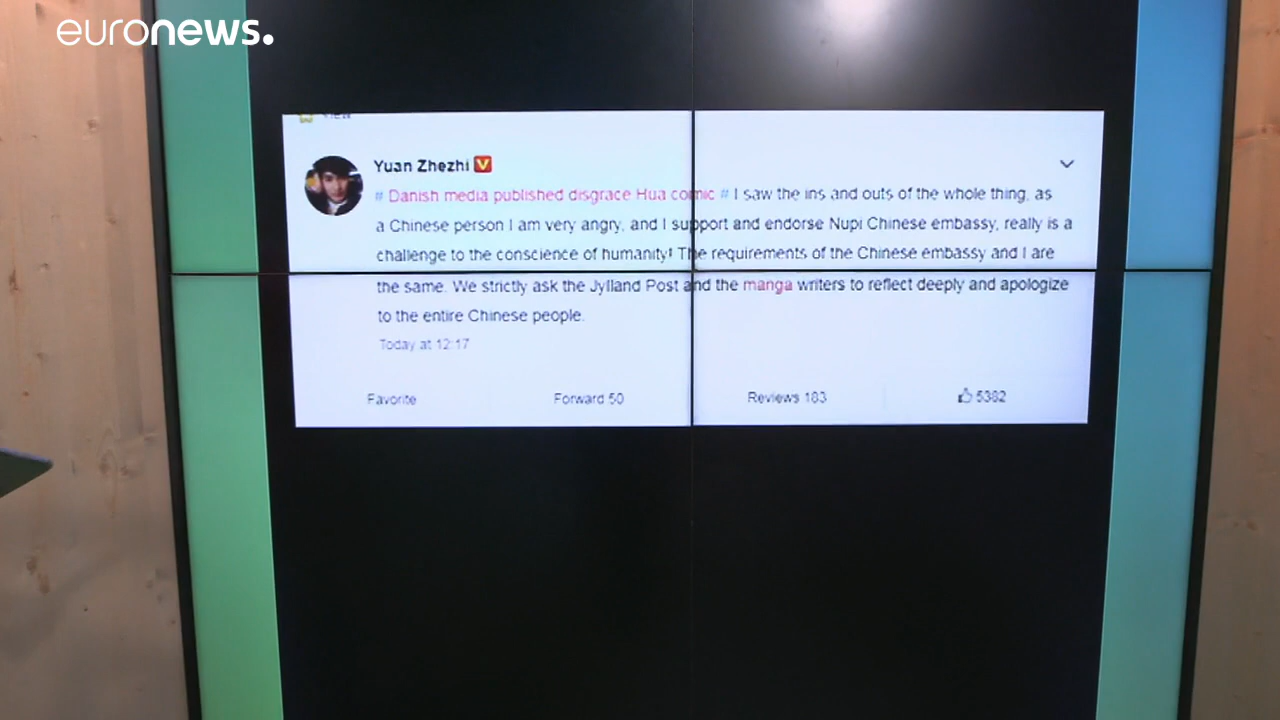 euronews.
VIEW
Yuan Zhezhi V
# Danish media published disgrace Hua comic # I saw the ins and outs of the whole thing, as
a Chinese person I am very angry, and I support and endorse Nupi Chinese embassy, really is a
challenge to the conscience of humanity! The requirements of the Chinese embassy and I are
the same. We strictly ask the Jylland Post and the manga writers to reflect deeply and apologize
to the entire Chinese people.
Today at 12:17
Favorite Forward 50 Reviews 183 5382